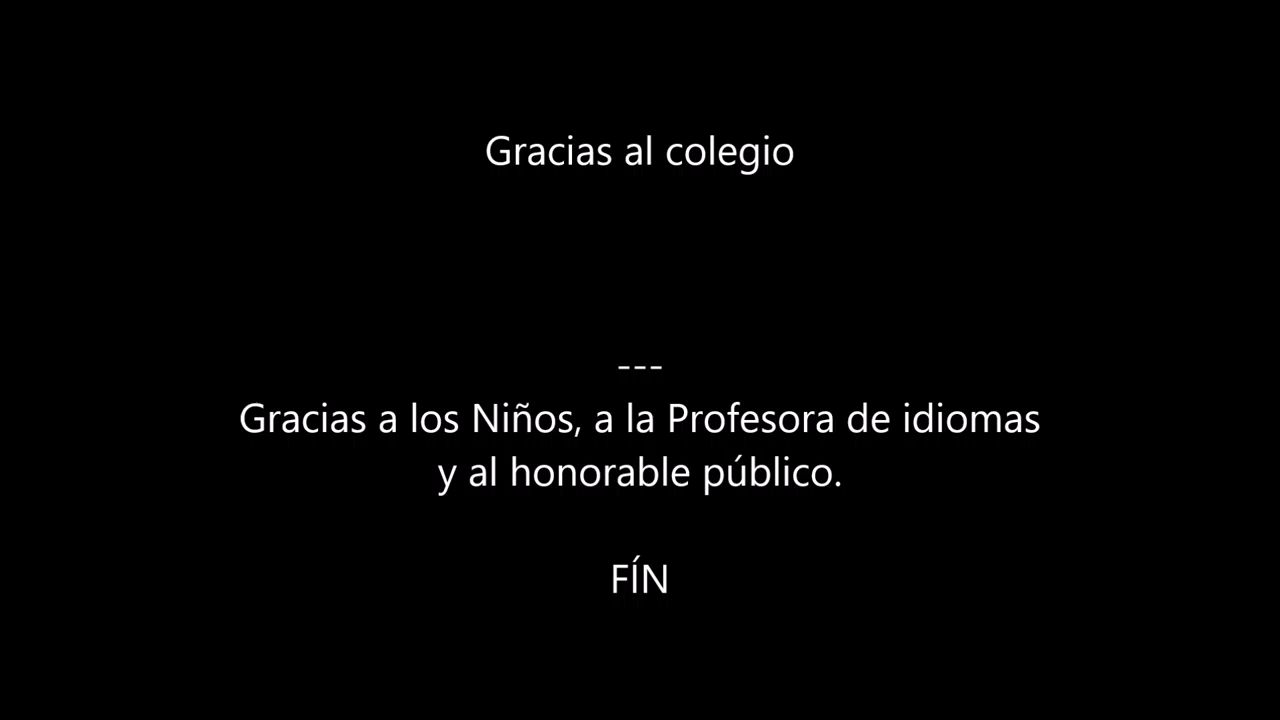 Gracias al colegio
---
Gracias a los Niños, a la Profesora de idiomas
y al honorable público.
FÍN